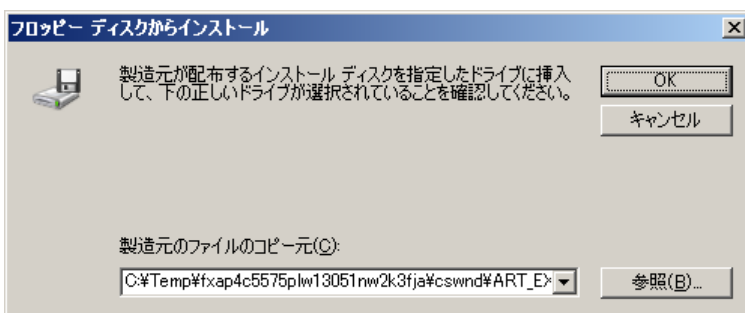 フロッピー ディスクからインストール
製造元が配布するインストール ディスクを指定したドライブに挿入
して、下の正しいドライブが選択されていることを確認してください。
OK
キャンセル
製造元のファイルのコピー元(C):
C:¥Temp¥fxap4c5575plw13051nw2k3fja¥cswnd¥ART_EX
参照(B)...